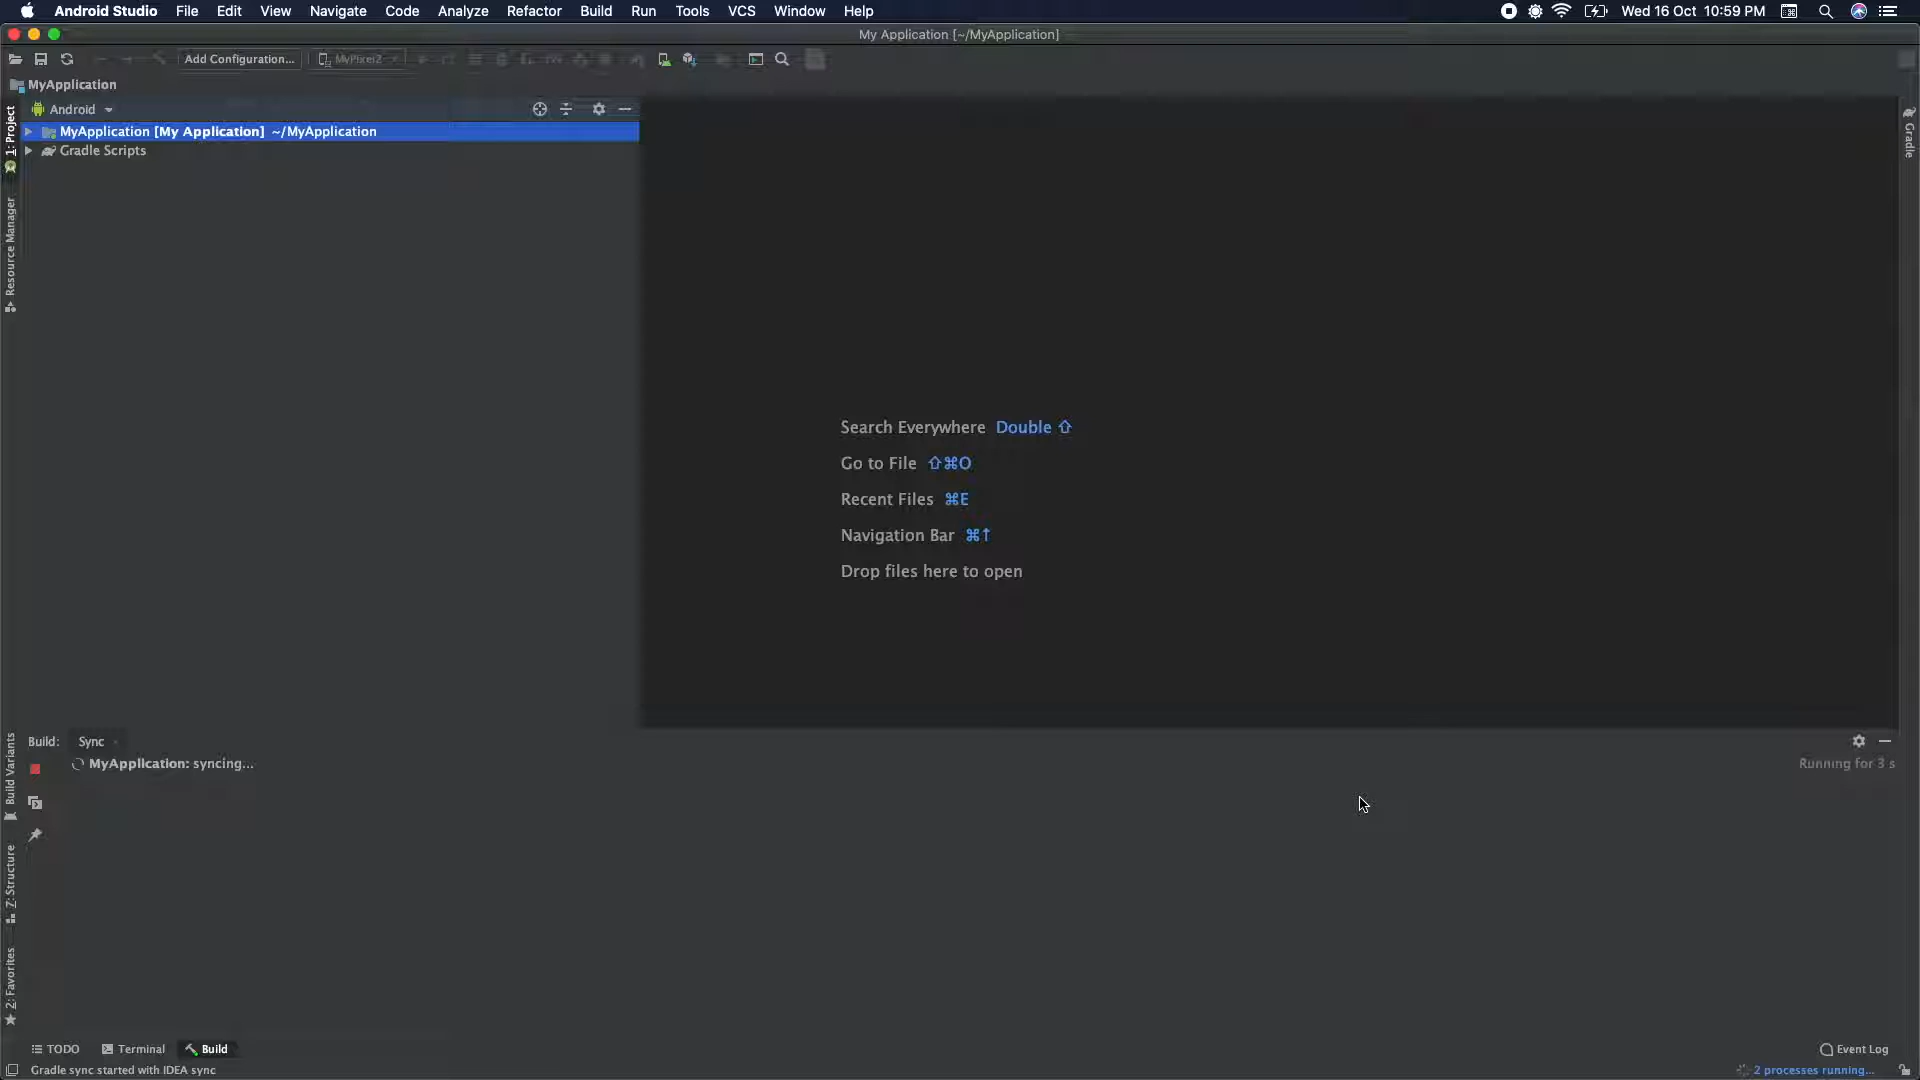 Android Studio File Edit View Navigate Code Analyze Refactor Build Run Tools VCS Window Help Wed 16 Oct 10:59 PM
My Application [~/MyApplication]
Add Configuration... MyPixel2
MyApplication
Android
MyApplication [My Application] ~/MyApplication
Gradle Scripts
1: Project
Resource Manager
Gradle
Search Everywhere Double ⇧
Go to File ⇧⌘O
Recent Files ⌘E
Navigation Bar ⌘↑
Drop files here to open
Build: Sync
MyApplication: syncing... Running for 3 s
Build Variants
7: Structure
2: Favorites
TODO Terminal Build Event Log
Gradle sync started with IDEA sync 2 processes running...